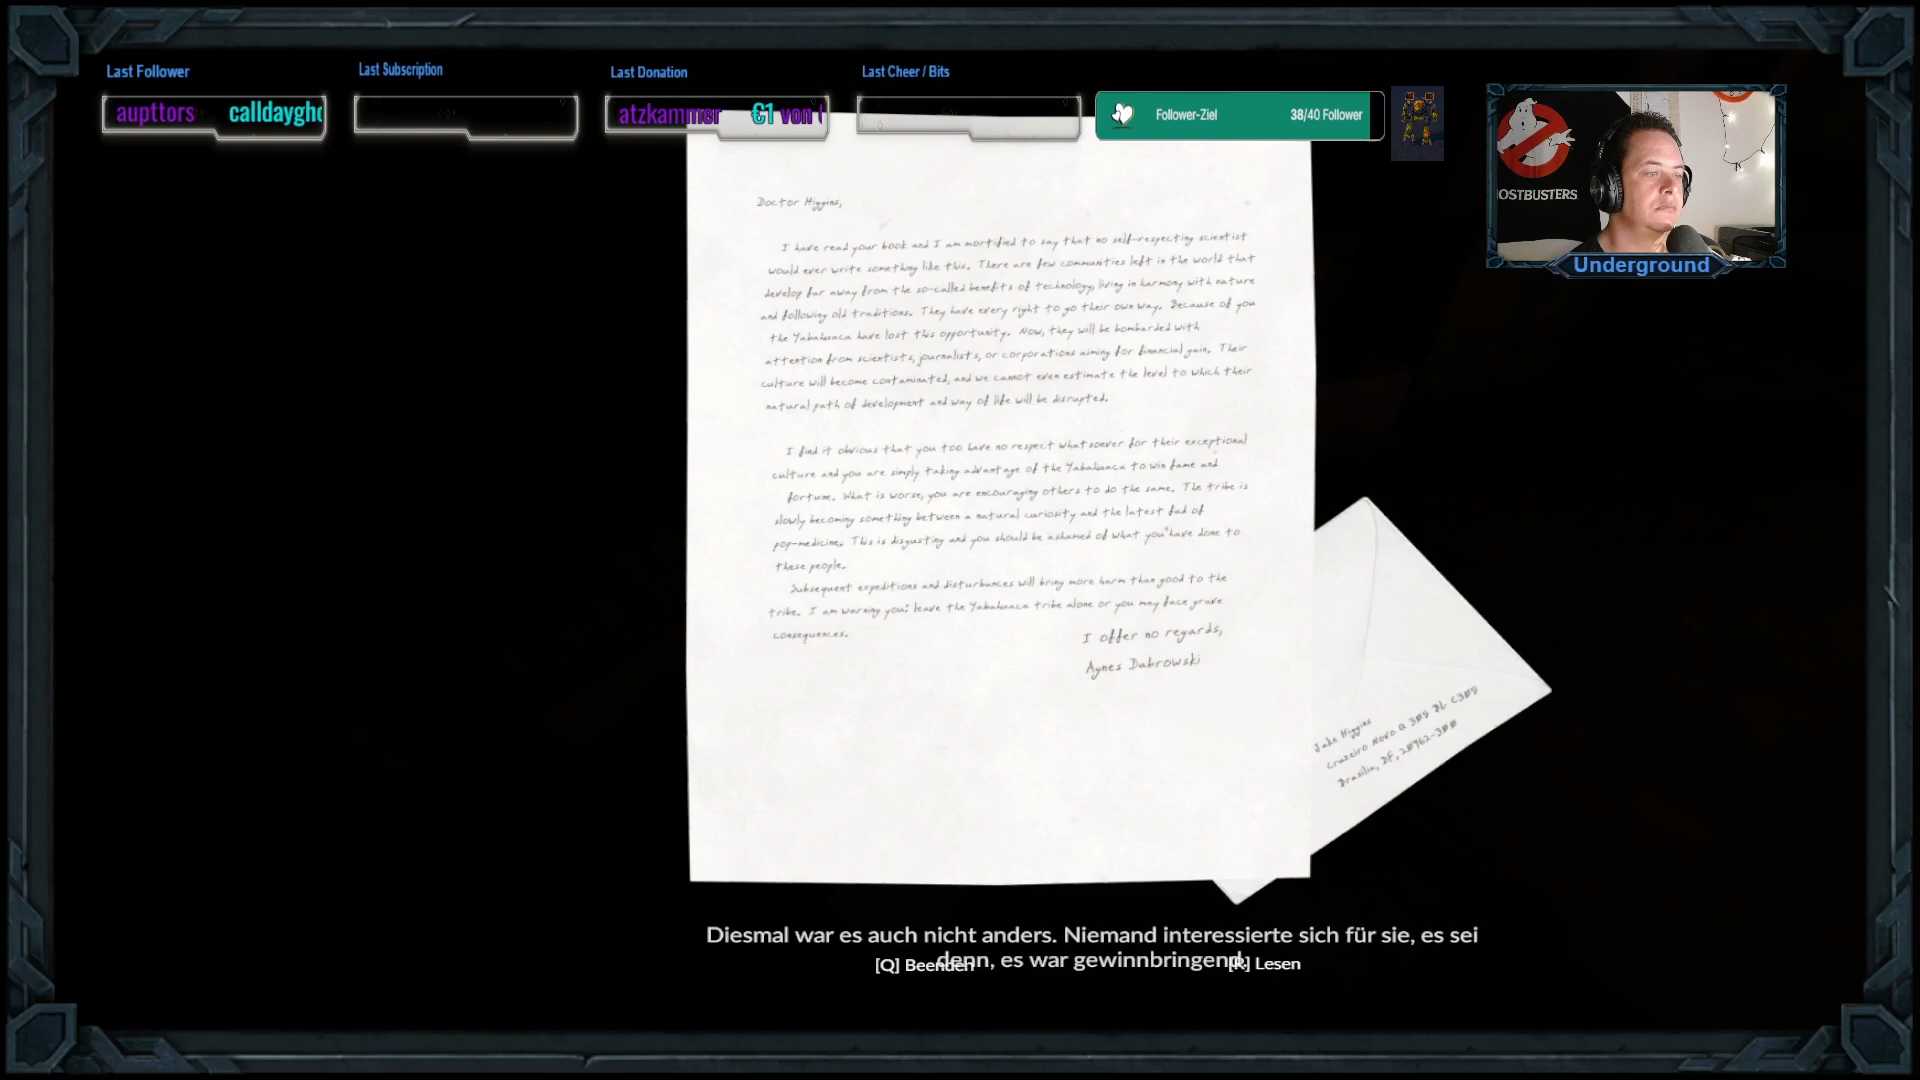 Last Follower
Last Subscription
Last Donation
Last Cheer / Bits
aupttors calldaygh
atzkammer €1 von
Follower-Ziel 38/40 Follower
OSTBUSTERS
Underground
Doctor Higgins,
I have read your book and I am mortified to say that no self-respecting scientist
would ever write something like this. There are few communities left in the world that
develop far away from the so-called benefits of technology, living in harmony with nature
and following old traditions. They have every right to go their own way. Because of you
the Yabahuaca have lost this opportunity. Now, they will be bombarded with
attention from scientists, journalists, or corporations aiming for financial gain. Their
culture will become contaminated, and we cannot even estimate the level to which their
natural path of development and way of life will be disrupted.
I find it obvious that you too have no respect whatsoever for their exceptional
culture and you are simply taking advantage of the Yabahuaca to win fame and
fortune. What is worse, you are encouraging others to do the same. The tribe is
slowly becoming something between a natural curiosity and the latest fad of
pop-medicine. This is disgusting and you should be ashamed of what you have done to
these people.
Subsequent expeditions and disturbances will bring more harm than good to the
tribe. I am warning you: leave the Yabahuaca tribe alone or you may face grave
consequences.
I offer no regards,
Agnes Dabrowski
Jake Higgins
Cruzeiro Novo Q 305 BL C305
Brasilia, DF, 20962-300
Diesmal war es auch nicht anders. Niemand interessierte sich für sie, es sei
denn, es war gewinnbringend.
[Q] Beenden [R] Lesen